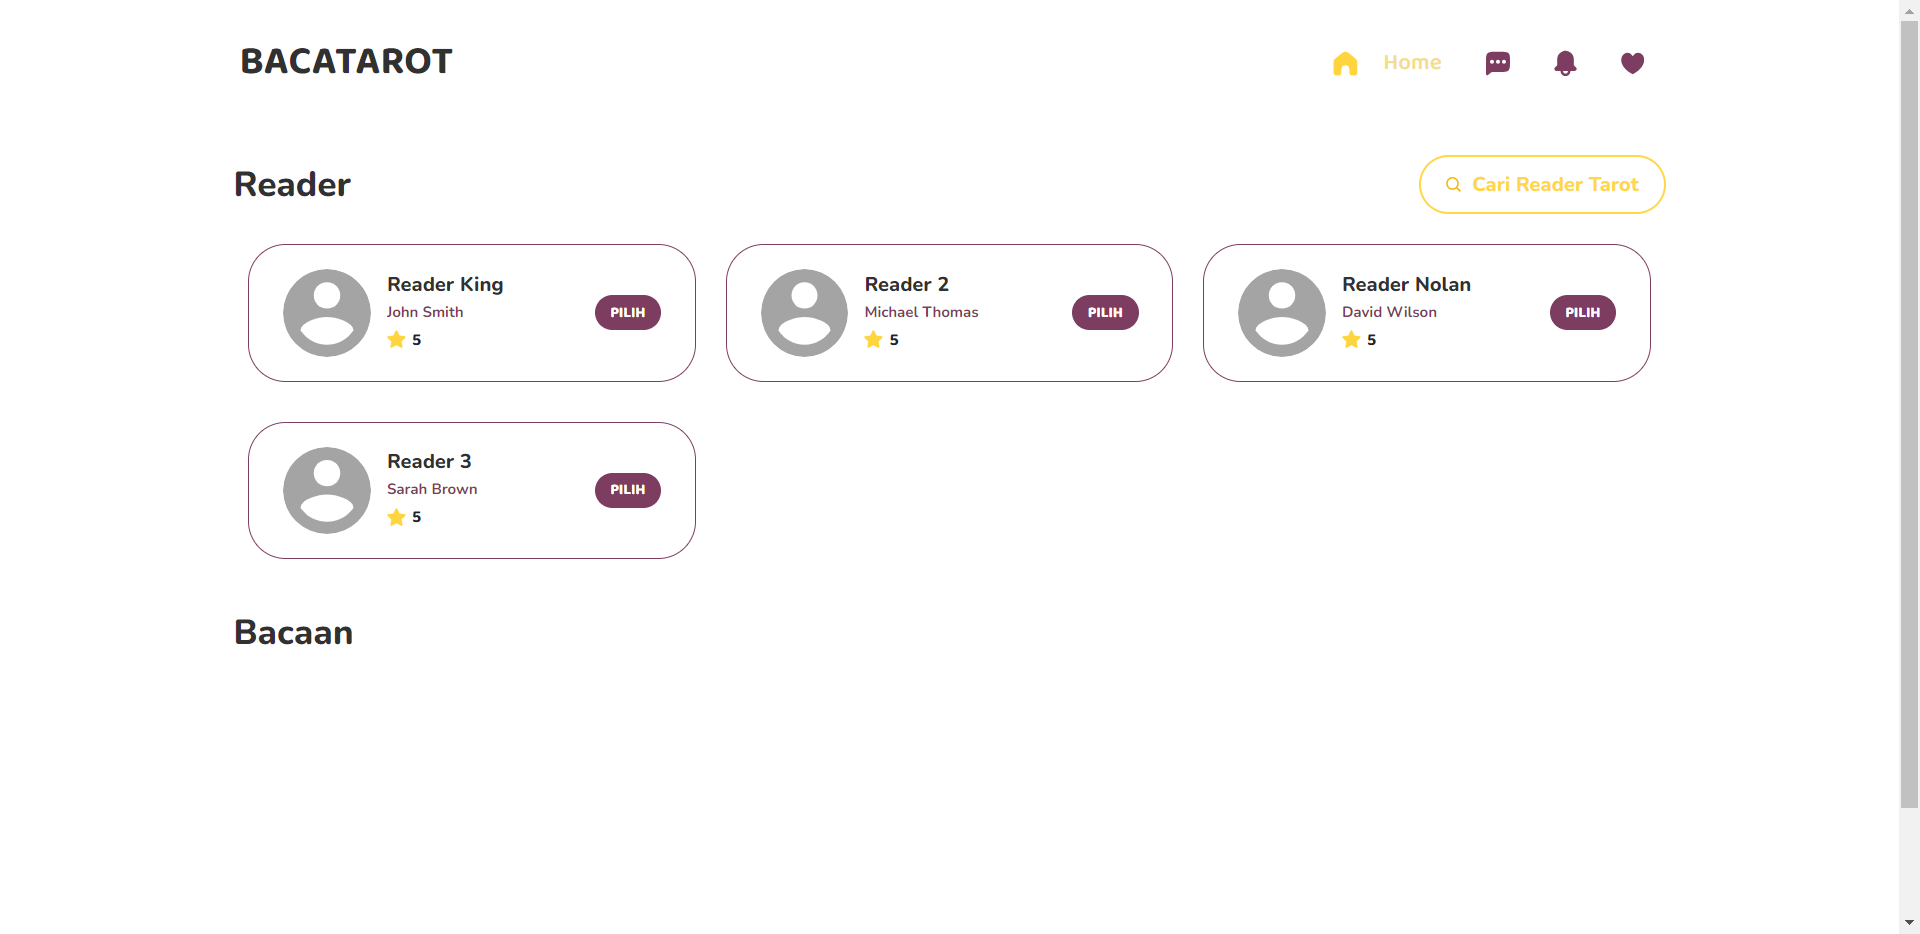 BACATAROT
Home
Reader
Cari Reader Tarot
Reader King
John Smith
5
PILIH
Reader 2
Michael Thomas
5
PILIH
Reader Nolan
David Wilson
5
PILIH
Reader 3
Sarah Brown
5
PILIH
Bacaan